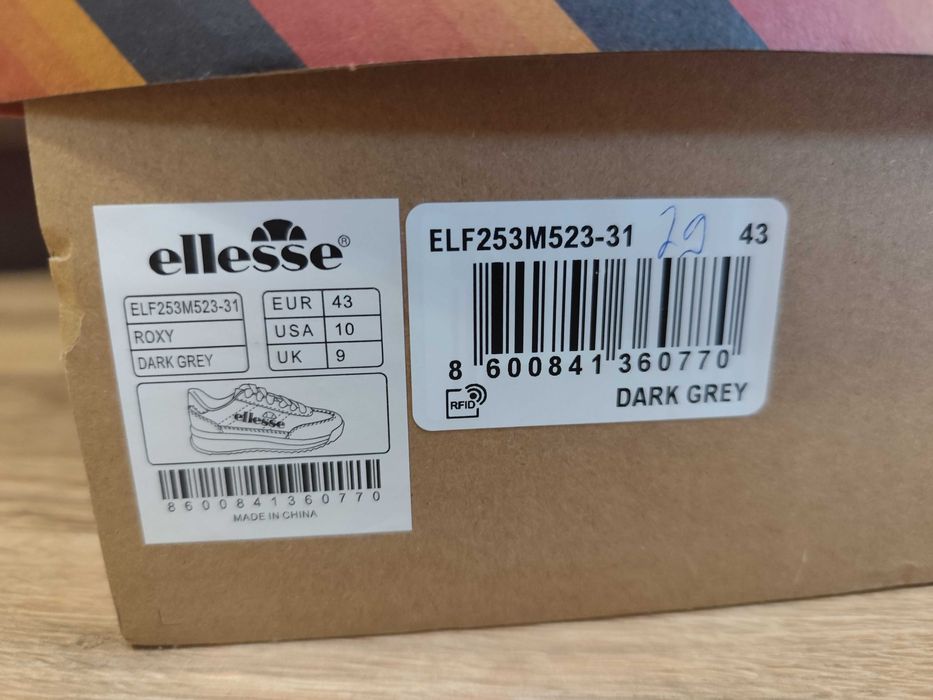 ellesse®
ELF253M523-31
ROXY
DARK GREY
EUR 43
USA 10
UK 9
ellesse
8600841360770
MADE IN CHINA
ELF253M523-31 29 43
8 600841 360770
RFID
DARK GREY